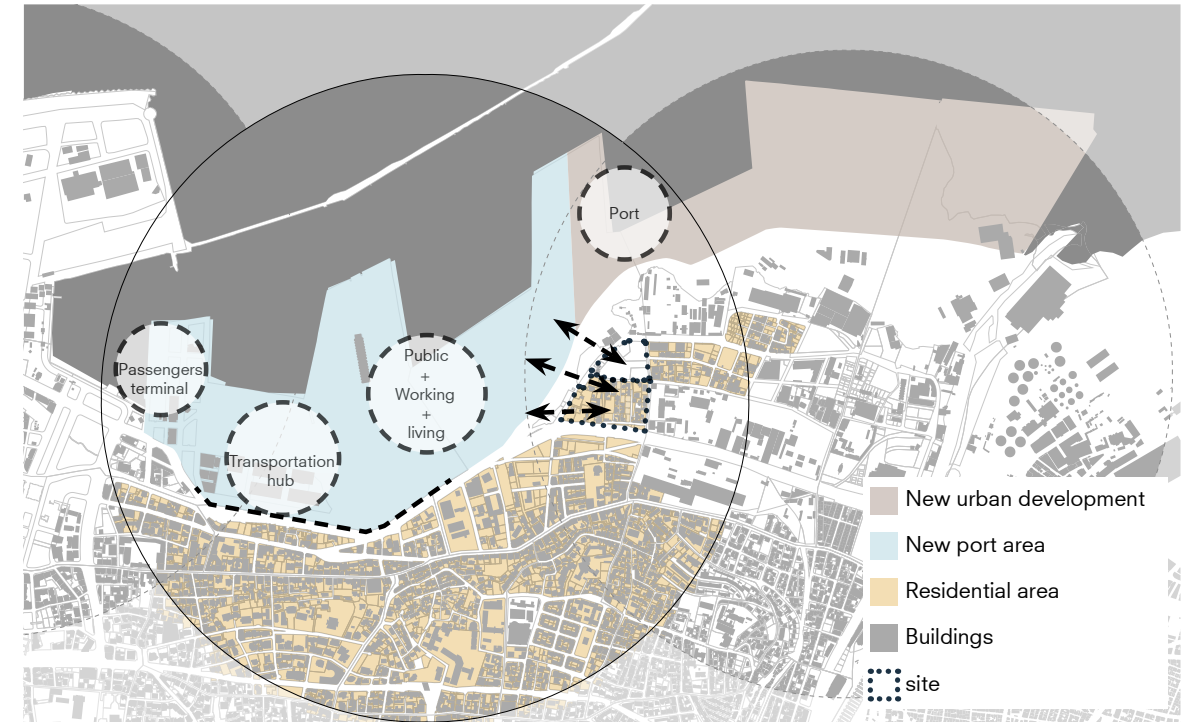 Port
Public
+
Working
+
living
Passengers
terminal
Transportation
hub
New urban development
New port area
Residential area
Buildings
site